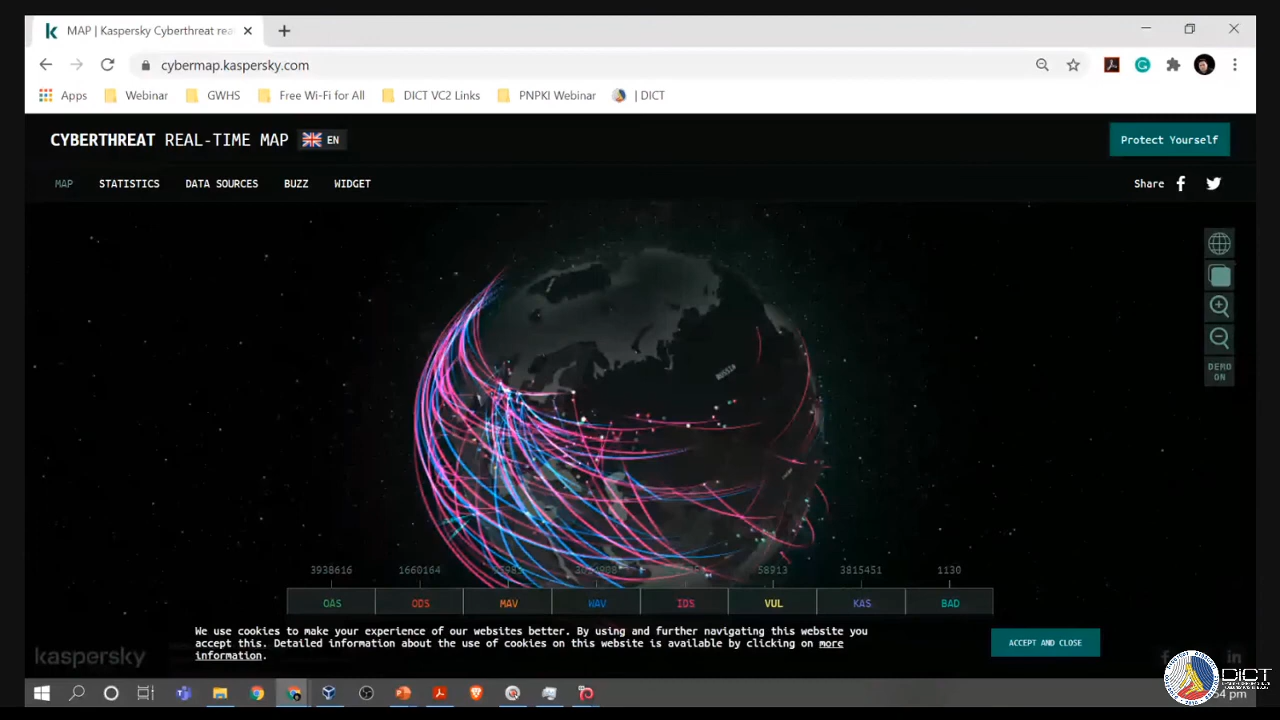 MAP | Kaspersky Cyberthreat rea
cybermap.kaspersky.com
Apps Webinar GWHS Free Wi-Fi for All DICT VC2 Links PNPKI Webinar | DICT
CYBERTHREAT REAL-TIME MAP EN
Protect Yourself
MAP STATISTICS DATA SOURCES BUZZ WIDGET
Share
DEMO
ON
RUSSIA
3938616 1660164 58913 3815451 1130
OAS ODS MAV WAV IDS VUL KAS BAD
We use cookies to make your experience of our websites better. By using and further navigating this website you
accept this. Detailed information about the use of cookies on this website is available by clicking on more
information.
ACCEPT AND CLOSE
kaspersky
DICT